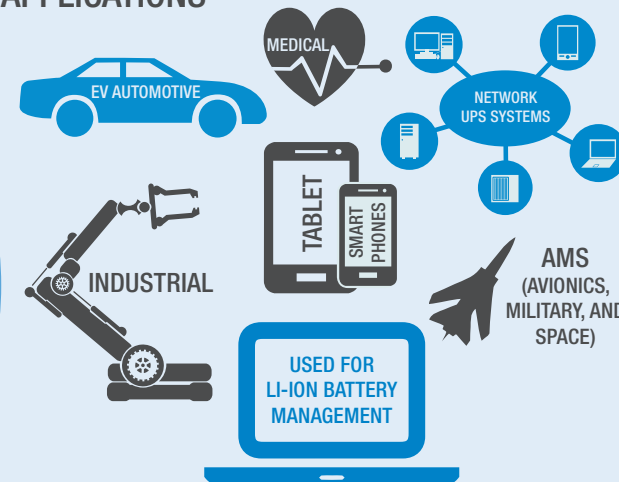 APPLICATIONS
MEDICAL
EV AUTOMOTIVE
NETWORK
UPS SYSTEMS
TABLET
SMART
PHONES
INDUSTRIAL
AMS
(AVIONICS,
MILITARY, AND
SPACE)
USED FOR
LI-ION BATTERY
MANAGEMENT